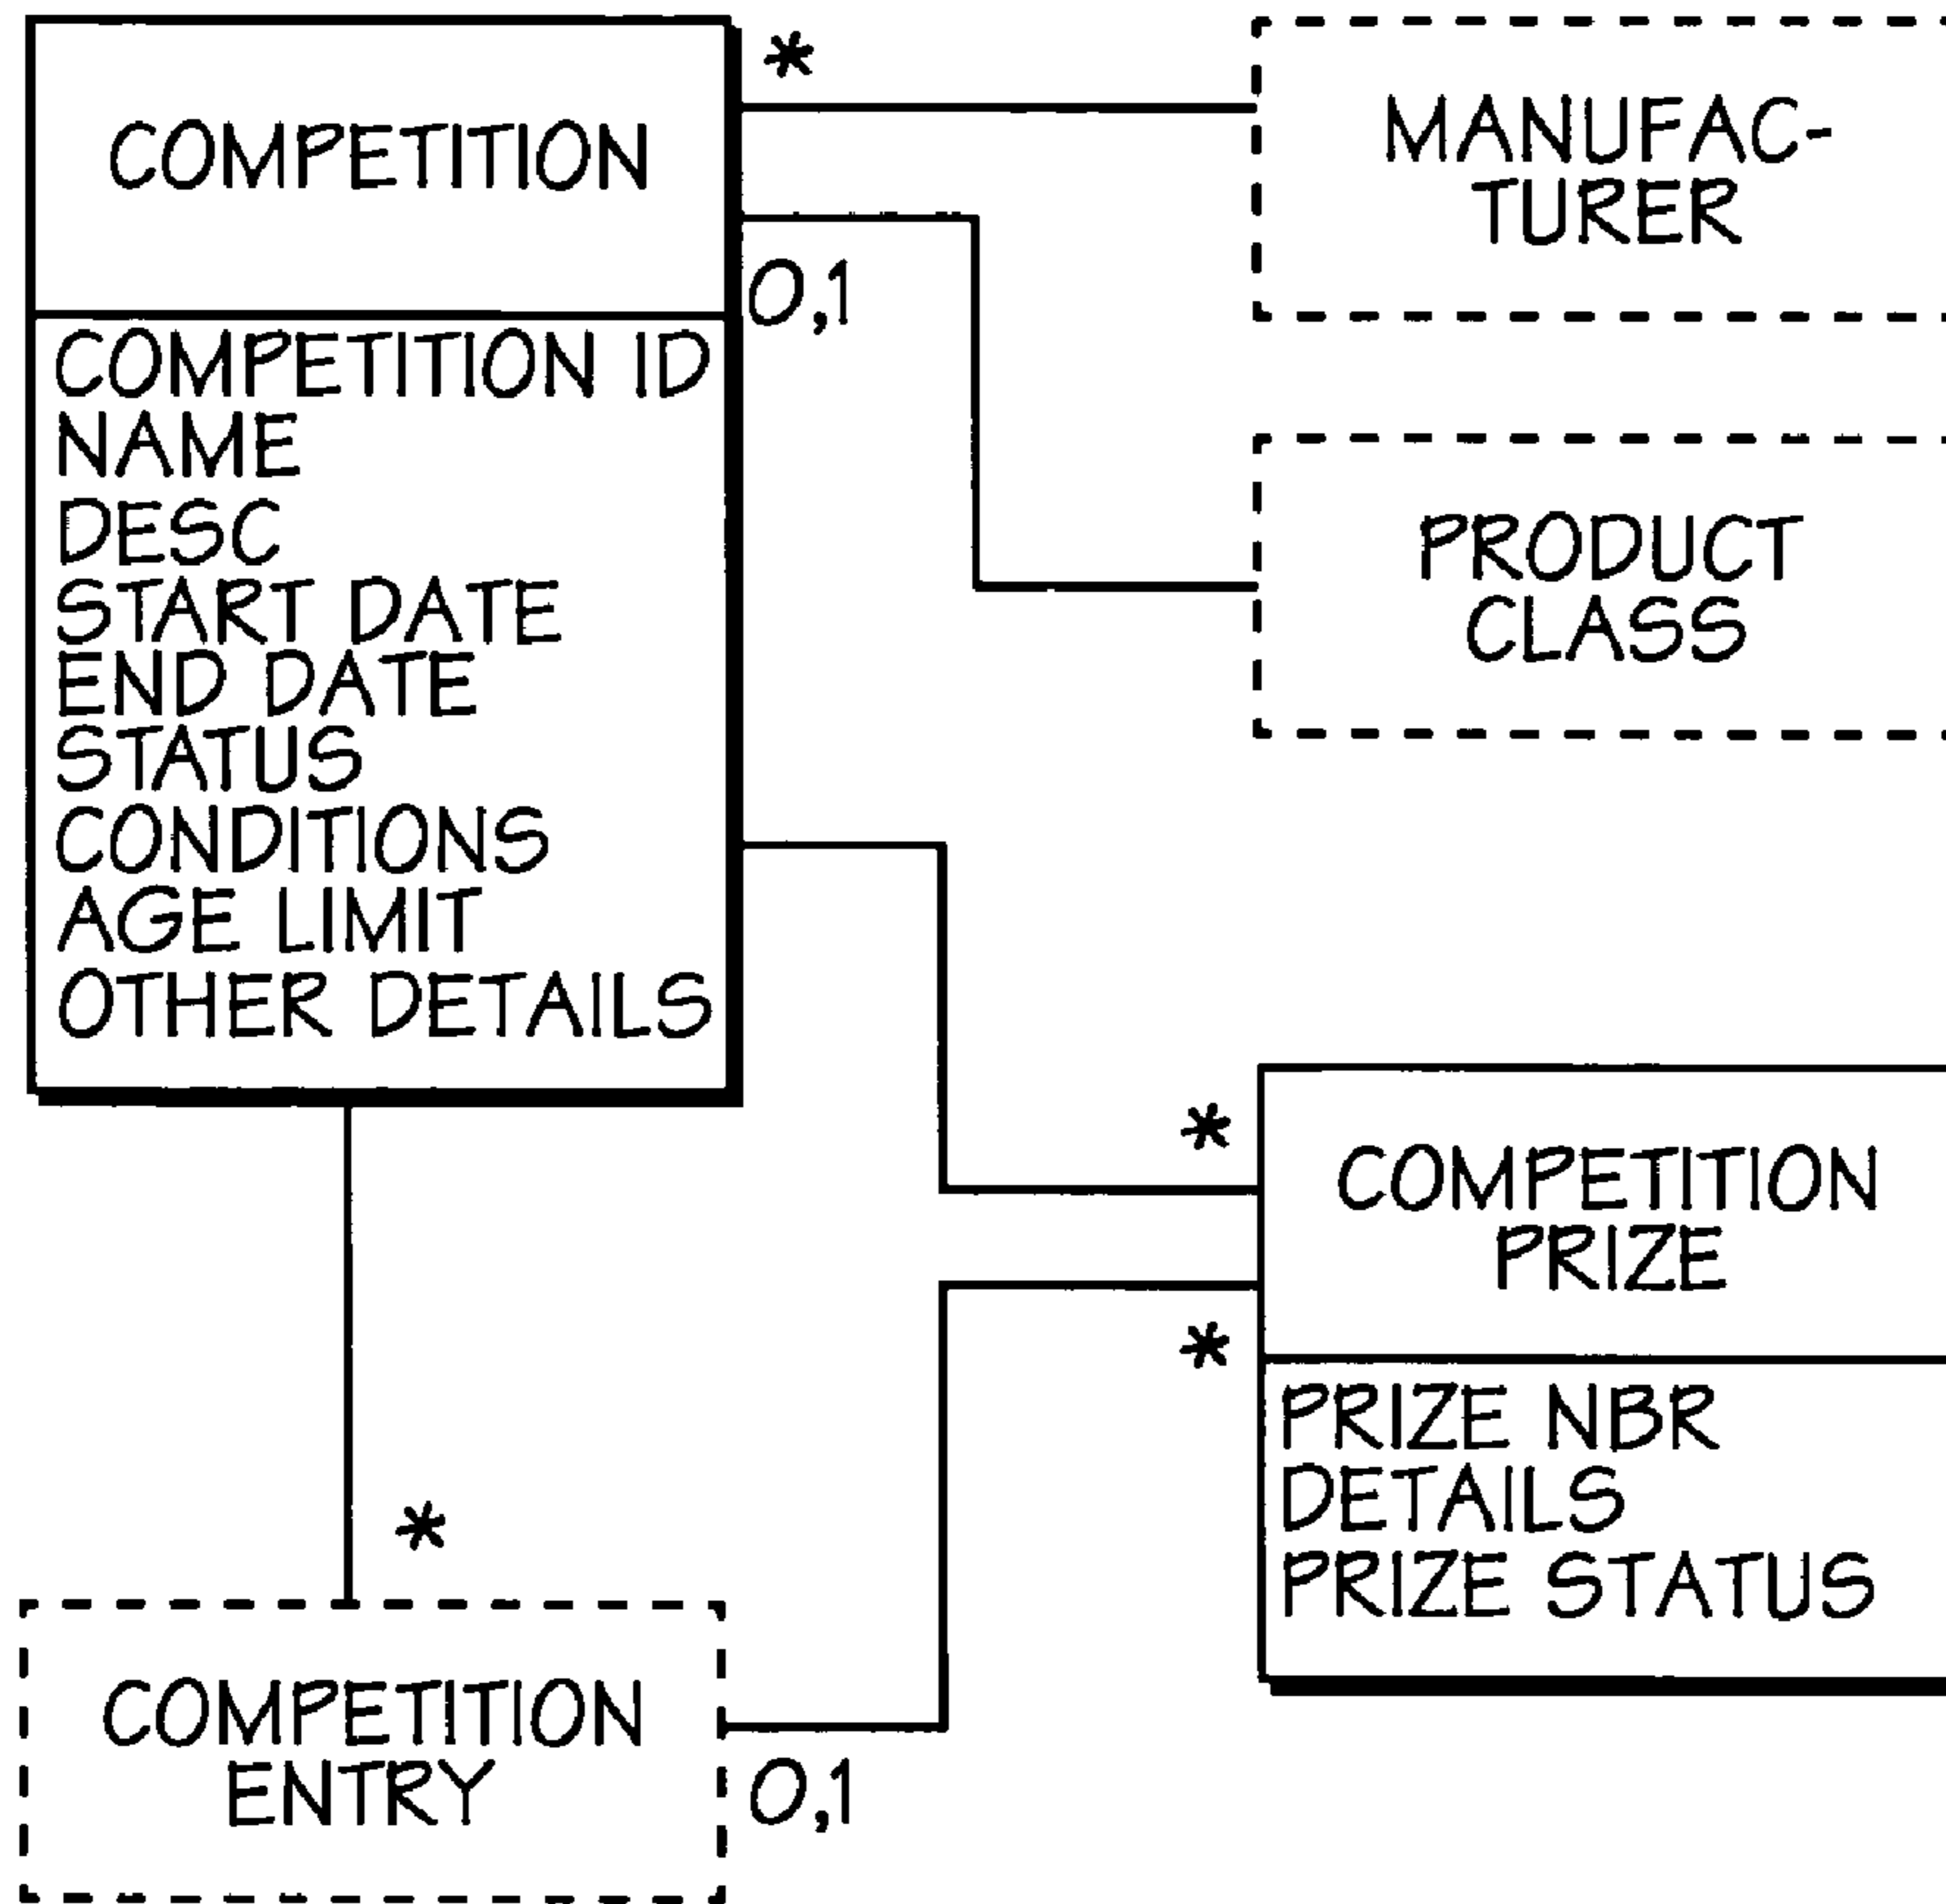 COMPETITION
*
MANUFAC-
TURER
0,1
COMPETITION ID
NAME
DESC
START DATE
END DATE
STATUS
CONDITIONS
AGE LIMIT
OTHER DETAILS
PRODUCT
CLASS
*
COMPETITION
PRIZE
*
PRIZE NBR
DETAILS
PRIZE STATUS
*
COMPETITION
ENTRY
0,1